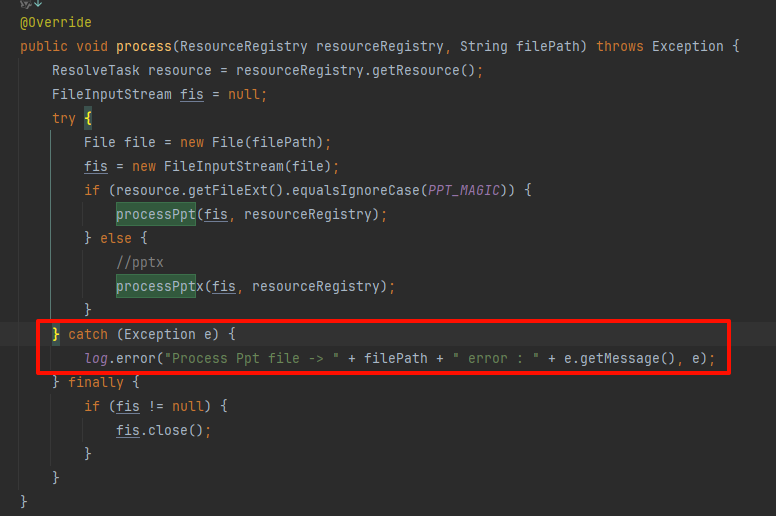 @Override
public void process(ResourceRegistry resourceRegistry, String filePath) throws Exception {
    ResolveTask resource = resourceRegistry.getResource();
    FileInputStream fis = null;
    try {
        File file = new File(filePath);
        fis = new FileInputStream(file);
        if (resource.getFileExt().equalsIgnoreCase(PPT_MAGIC)) {
            processPpt(fis, resourceRegistry);
        } else {
            //pptx
            processPptx(fis, resourceRegistry);
        }
    } catch (Exception e) {
        log.error("Process Ppt file -> " + filePath + " error : " + e.getMessage(), e);
    } finally {
        if (fis != null) {
            fis.close();
        }
    }
}